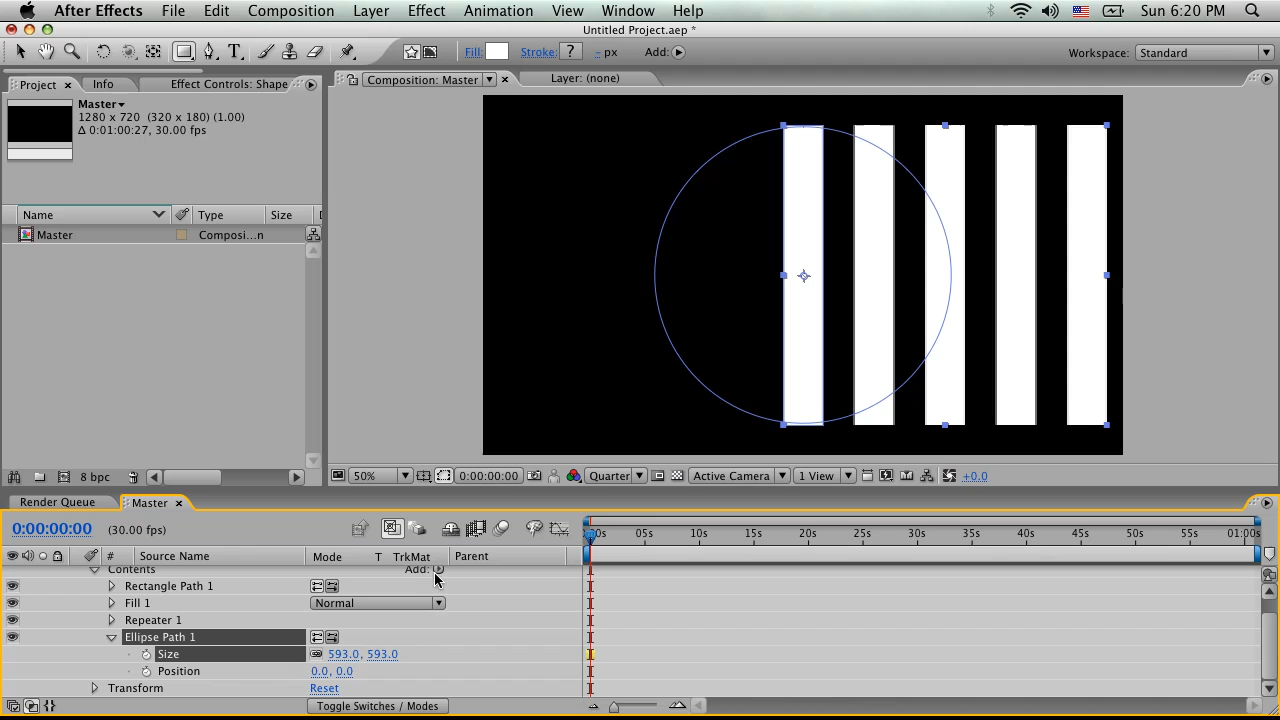 After Effects File Edit Composition Layer Effect Animation View Window Help Sun 6:20 PM
Untitled Project.aep *
T Fill: Stroke: ? - px Add: Workspace: Standard
Project × Info Effect Controls: Shape Composition: Master × Layer: (none)
Master
1280 x 720 (320 x 180) (1.00)
Δ 0:01:00:27, 30.00 fps
Name Type Size
Master Composi...n
8 bpc 50% 0:00:00:00 Quarter Active Camera 1 View +0.0
Render Queue Master ×
0:00:00:00 (30.00 fps)
00s 05s 10s 15s 20s 25s 30s 35s 40s 45s 50s 55s 01:00s
# Source Name Mode T TrkMat Parent
Contents Add:
Rectangle Path 1
Fill 1 Normal
Repeater 1
Ellipse Path 1
Size 593.0, 593.0
Position 0.0, 0.0
Transform Reset
Toggle Switches / Modes